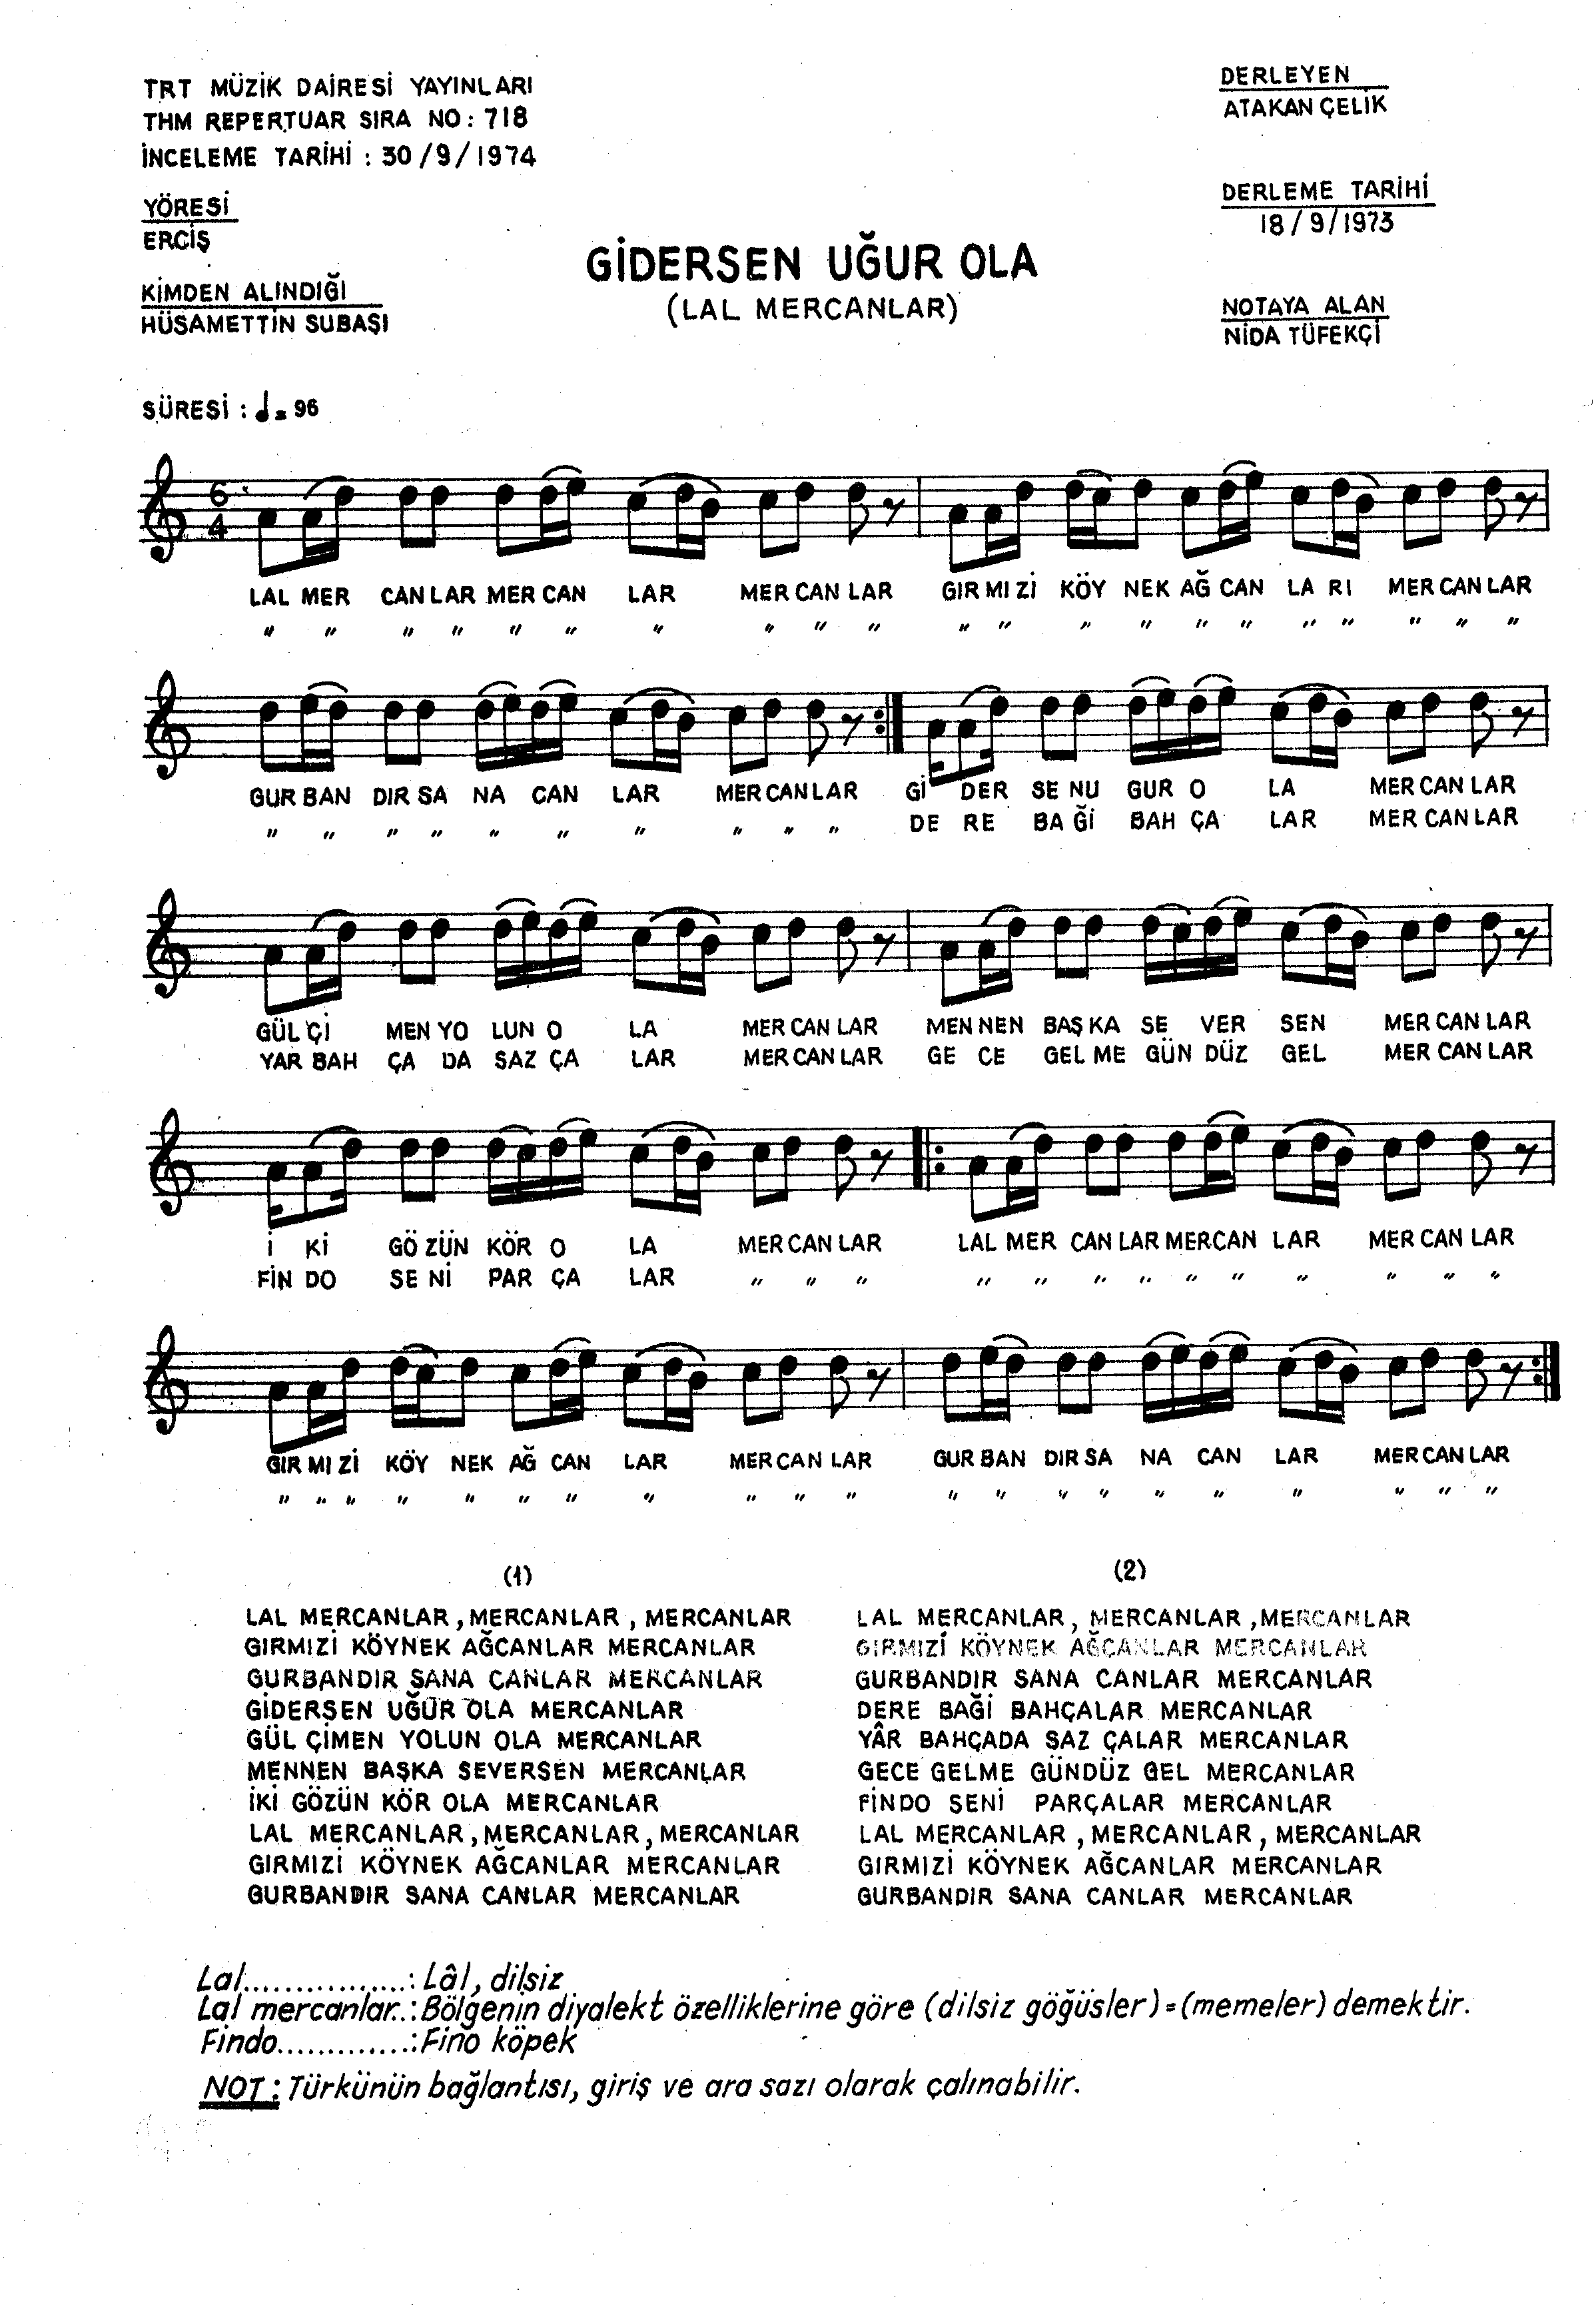 TRT MÜZİK DAİRESİ YAYINLARI
THM REPERTUAR SIRA NO: 718
İNCELEME TARİHİ : 30/9/1974
YÖRESİ
ERCİŞ
KİMDEN ALINDIĞI
HÜSAMETTİN SUBAŞI
DERLEYEN
ATAKAN ÇELİK
DERLEME TARİHİ
18/9/1973
NOTAYA ALAN
NİDA TÜFEKÇİ
GİDERSEN UĞUR OLA
(LAL MERCANLAR)
SÜRESİ : ♩= 96
6
4
LAL MER CAN LAR MER CAN LAR MER CAN LAR GIR MI Zİ KÖY NEK AĞ CAN LA RI MER CAN LAR
" " " " " " " " " " " " " " " " " " " " "
GUR BAN DIR SA NA CAN LAR MER CAN LAR Gİ DER SE NU GUR O LA MER CAN LAR
" " " " " " " " " " DE RE BA Ğİ BAH ÇA LAR MER CAN LAR
GÜL Çİ MEN YO LUN O LA MER CAN LAR MEN NEN BAŞ KA SE VER SEN MER CAN LAR
YAR BAH ÇA DA SAZ ÇA LAR MER CAN LAR GE CE GEL ME GÜN DÜZ GEL MER CAN LAR
İ Kİ GÖ ZÜN KÖR O LA MER CAN LAR LAL MER CAN LAR MER CAN LAR MER CAN LAR
FİN DO SE Nİ PAR ÇA LAR " " " " " " " " " " " " "
GIR MI Zİ KÖY NEK AĞ CAN LAR MER CAN LAR GUR BAN DIR SA NA CAN LAR MER CAN LAR
" " " " " " " " " " " " " " " " " " " " "
(1)
LAL MERCANLAR, MERCANLAR, MERCANLAR
GIRMIZİ KÖYNEK AĞCANLAR MERCANLAR
GURBANDIR SANA CANLAR MERCANLAR
GİDERSEN UĞUR OLA MERCANLAR
GÜL ÇİMEN YOLUN OLA MERCANLAR
MENNEN BAŞKA SEVERSEN MERCANLAR
İKİ GÖZÜN KÖR OLA MERCANLAR
LAL MERCANLAR, MERCANLAR, MERCANLAR
GIRMIZİ KÖYNEK AĞCANLAR MERCANLAR
GURBANDIR SANA CANLAR MERCANLAR
(2)
LAL MERCANLAR, MERCANLAR, MERCANLAR
GIRMIZİ KÖYNEK AĞCANLAR MERCANLAR
GURBANDIR SANA CANLAR MERCANLAR
DERE BAĞİ BAHÇALAR MERCANLAR
YÂR BAHÇADA SAZ ÇALAR MERCANLAR
GECE GELME GÜNDÜZ GEL MERCANLAR
FİNDO SENİ PARÇALAR MERCANLAR
LAL MERCANLAR, MERCANLAR, MERCANLAR
GIRMIZİ KÖYNEK AĞCANLAR MERCANLAR
GURBANDIR SANA CANLAR MERCANLAR
Lal................: Lâl, dilsiz
Lal mercanlar..: Bölgenin diyalekt özelliklerine göre (dilsiz göğüsler) = (memeler) demektir.
Findo.............: Fino köpek
NOT : Türkünün bağlantısı, giriş ve ara sazı olarak çalınabilir.